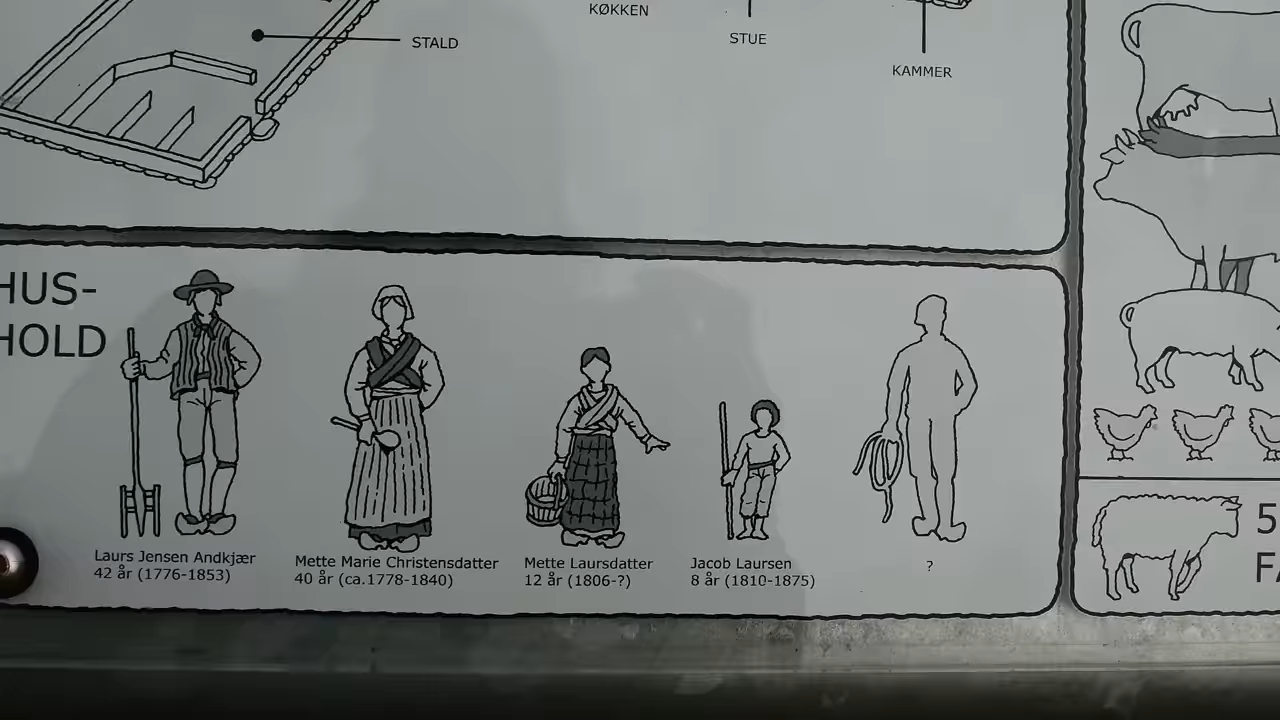 KØKKEN
STALD
STUE
KAMMER
HUS-
HOLD
Laurs Jensen Andkjær
42 år (1776-1853)
Mette Marie Christensdatter
40 år (ca.1778-1840)
Mette Laursdatter
12 år (1806-?)
Jacob Laursen
8 år (1810-1875)
?
5